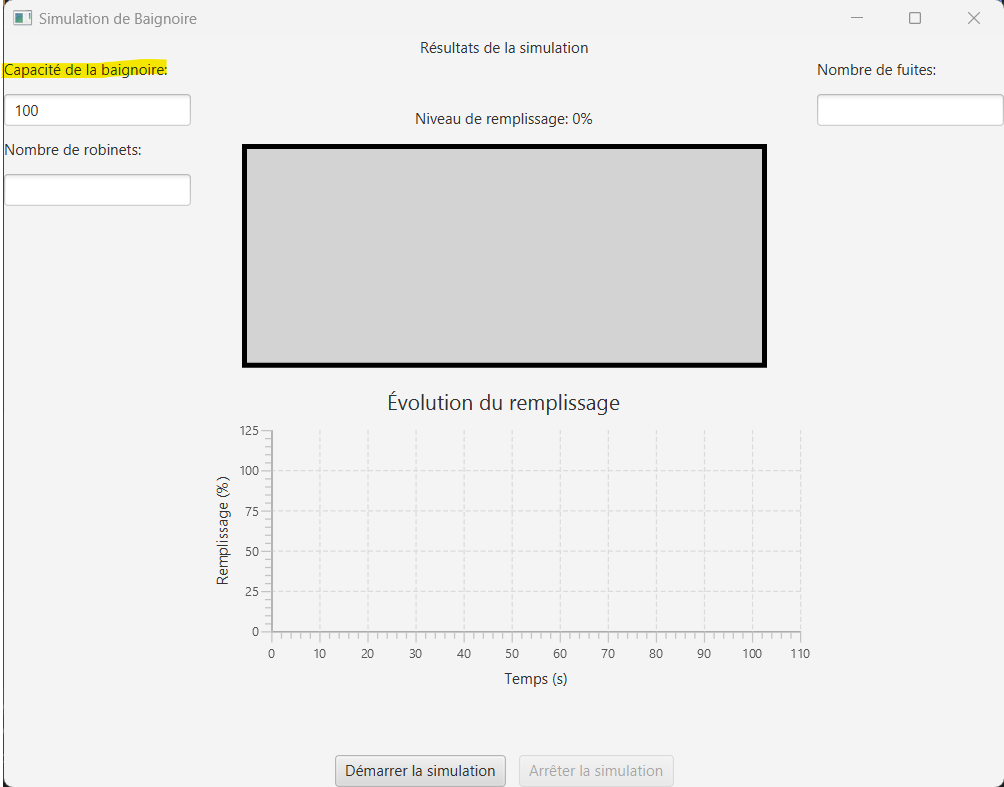 Simulation de Baignoire
Résultats de la simulation
Capacité de la baignoire:
100
Nombre de robinets:
Nombre de fuites:
Niveau de remplissage: 0%
Évolution du remplissage
Remplissage (%)
125
100
75
50
25
0
0 10 20 30 40 50 60 70 80 90 100 110
Temps (s)
Démarrer la simulation
Arrêter la simulation